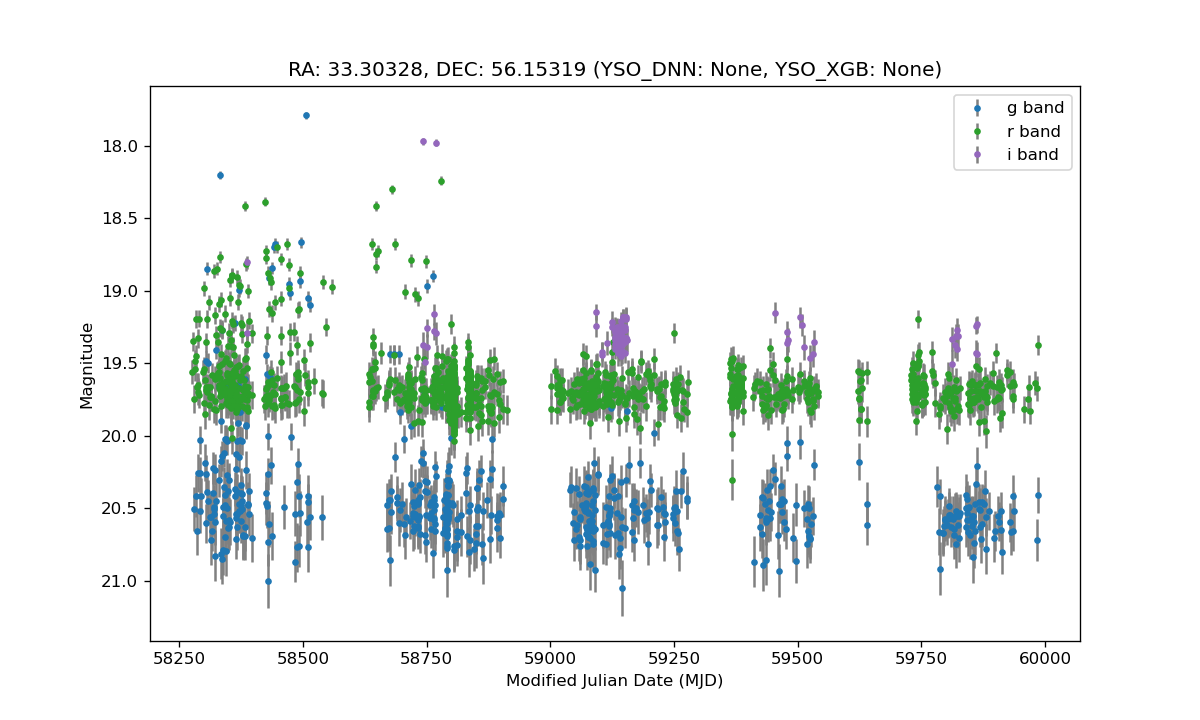 RA: 33.30328, DEC: 56.15319 (YSO_DNN: None, YSO_XGB: None)
g band
r band
i band
18.0
18.5
19.0
19.5
20.0
20.5
21.0
Magnitude
58250 58500 58750 59000 59250 59500 59750 60000
Modified Julian Date (MJD)